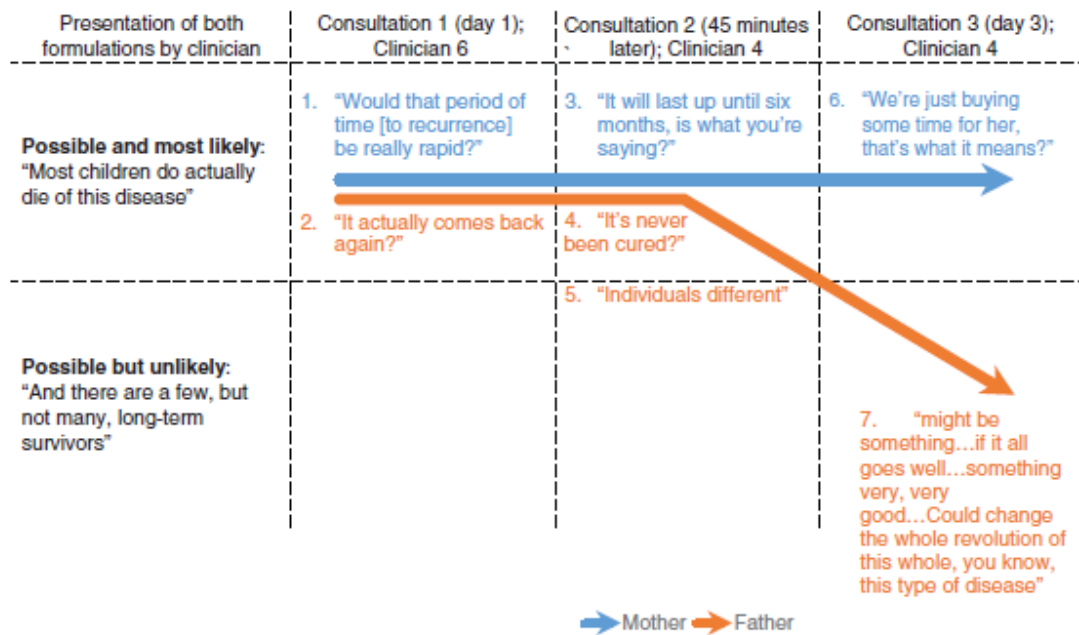 Presentation of both
formulations by clinician
Consultation 1 (day 1);
Clinician 6
Consultation 2 (45 minutes
later); Clinician 4
Consultation 3 (day 3);
Clinician 4
Possible and most likely:
“Most children do actually
die of this disease”
1. “Would that period of
time [to recurrence]
be really rapid?”
3. “It will last up until six
months, is what you’re
saying?”
6. “We’re just buying
some time for her,
that’s what it means?”
2. “It actually comes back
again?”
4. “It’s never
been cured?”
5. “Individuals different”
Possible but unlikely:
“And there are a few, but
not many, long-term
survivors”
7. “might be
something…if it all
goes well…something
very, very
good…Could change
the whole revolution of
this whole, you know,
this type of disease”
Mother Father